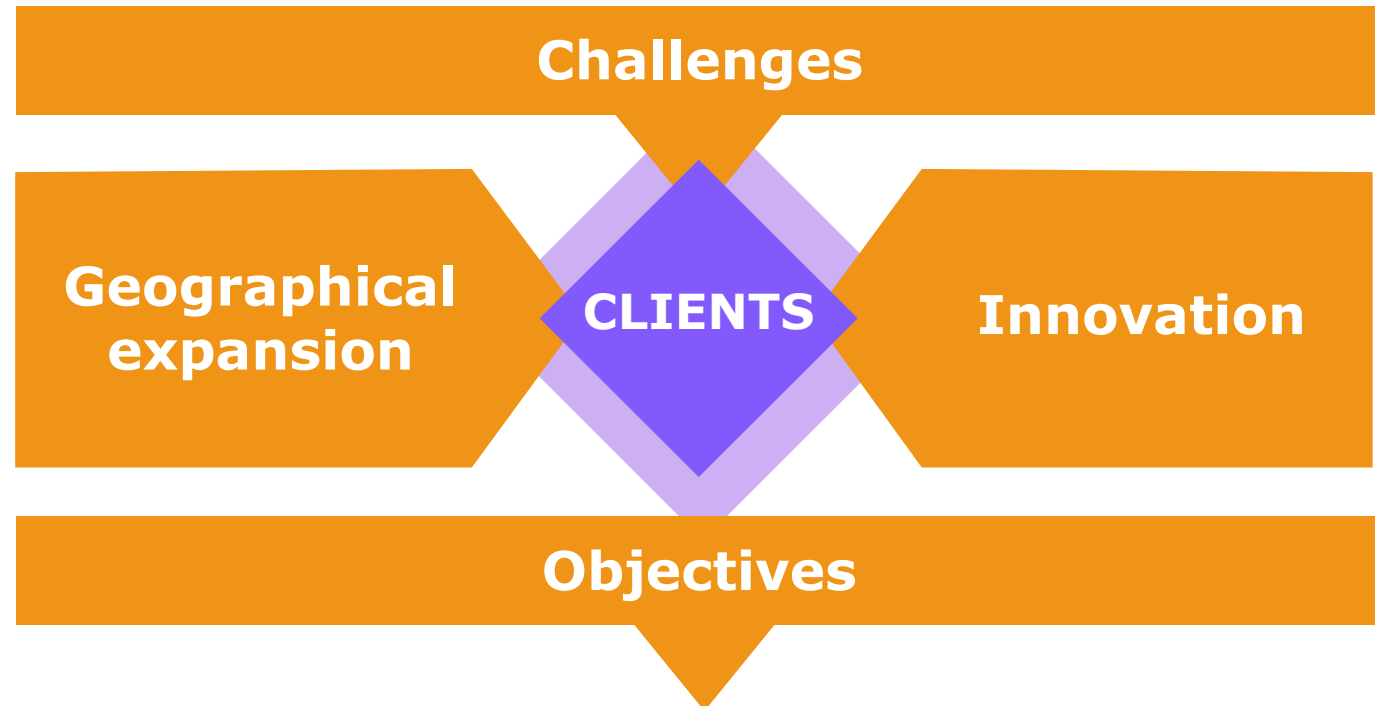 Challenges
Geographical
expansion
CLIENTS
Innovation
Objectives